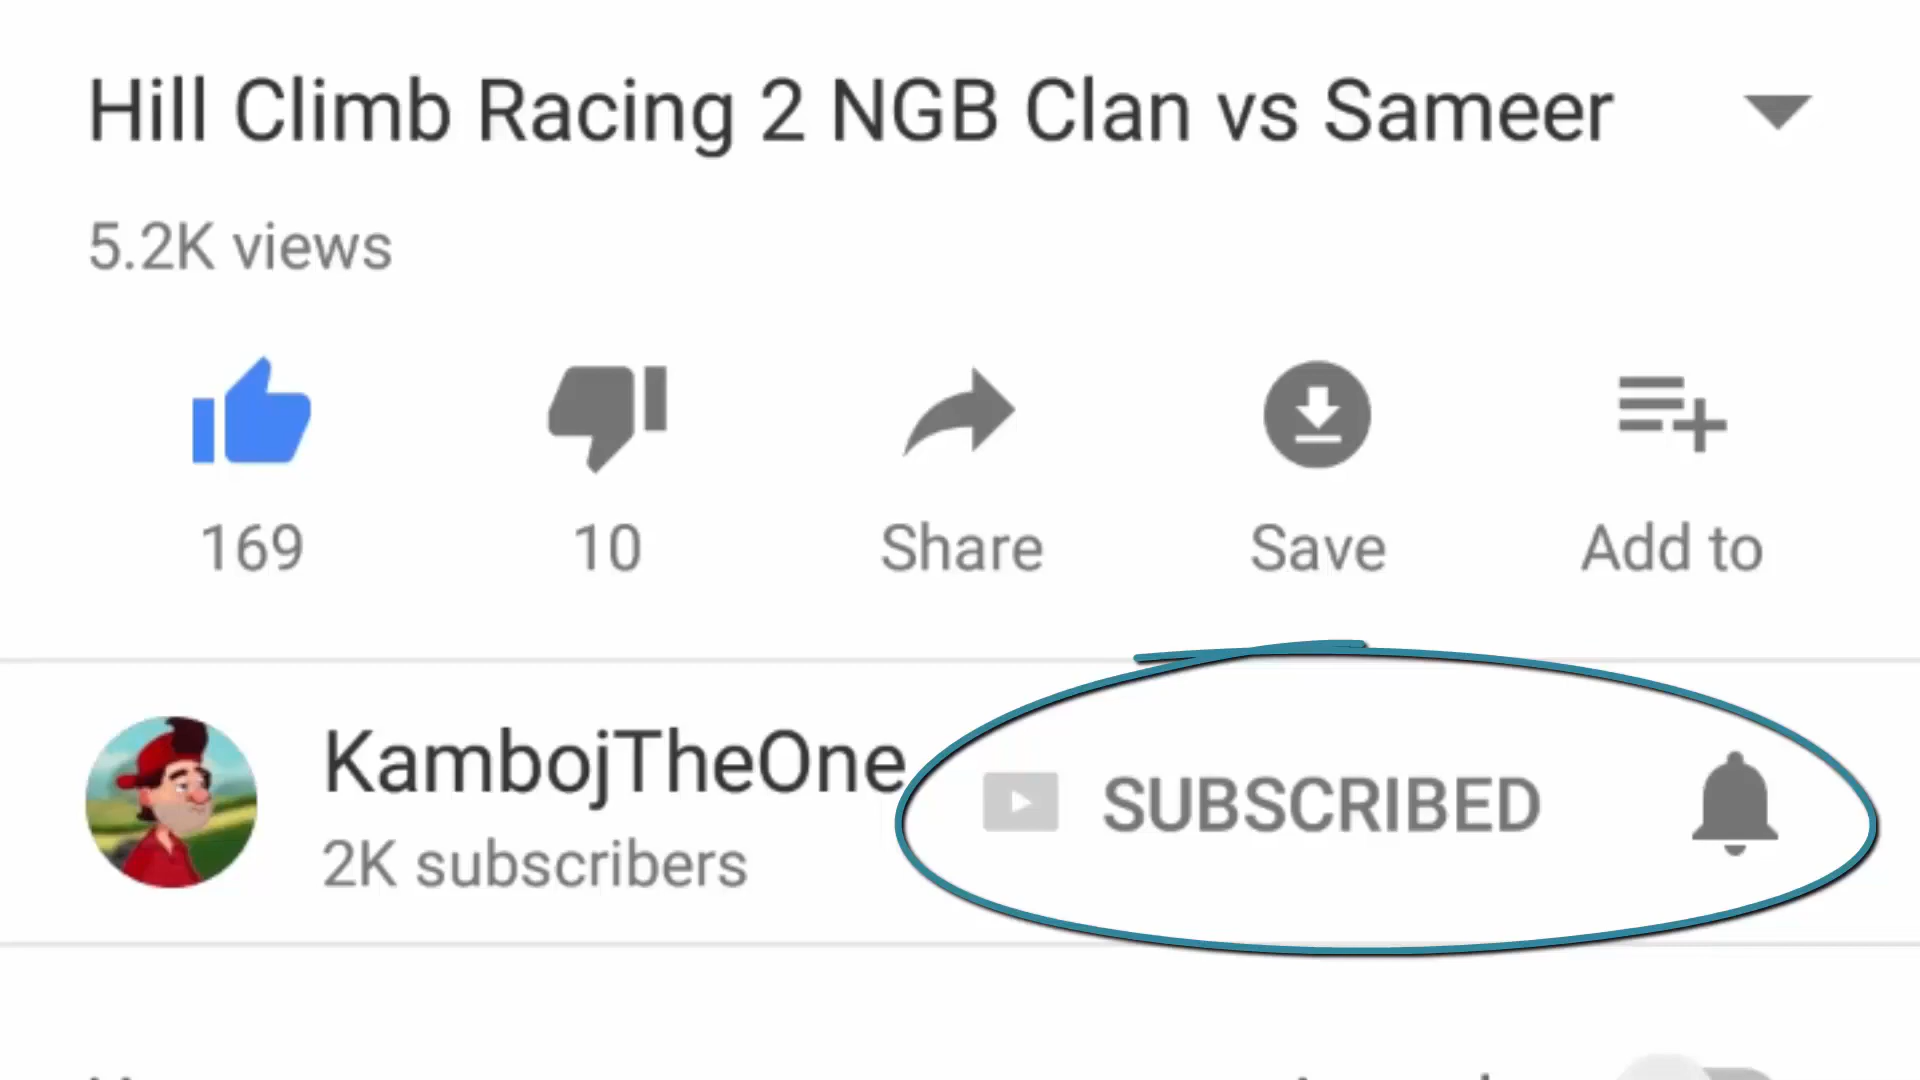 Hill Climb Racing 2 NGB Clan vs Sameer
5.2K views
169 10 Share Save Add to
KambojTheOne SUBSCRIBED
2K subscribers